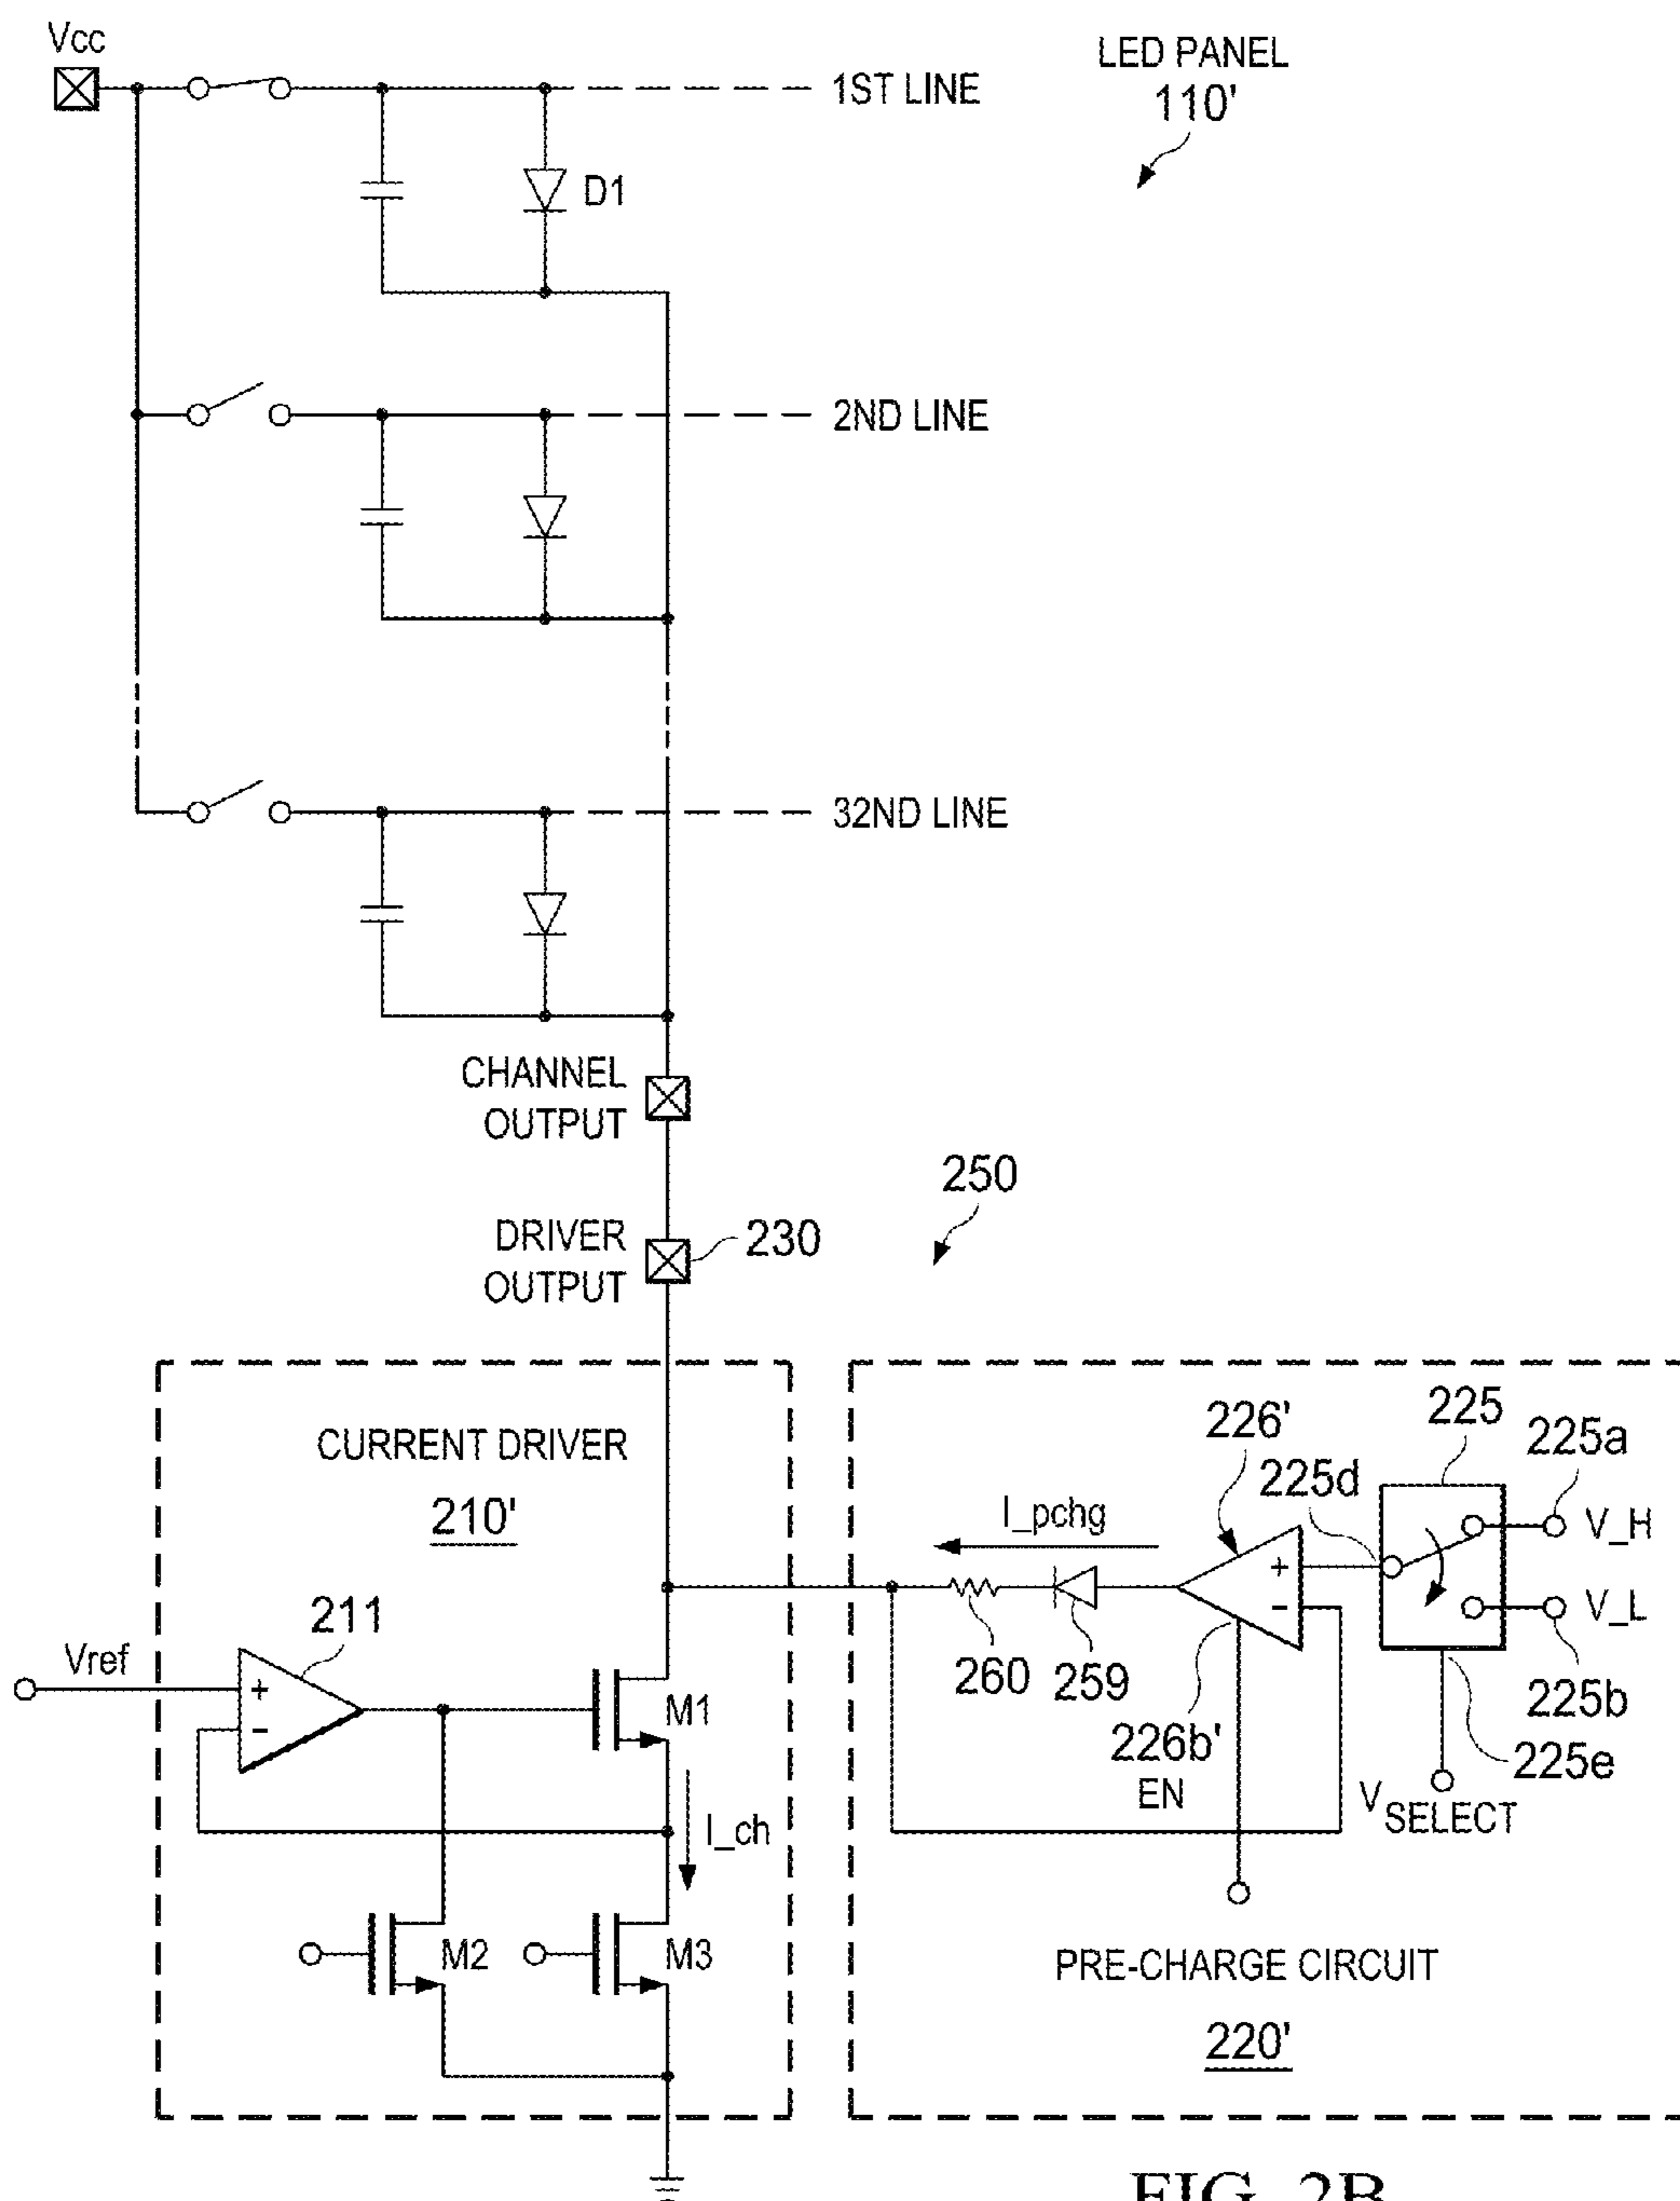 Vcc
LED PANEL
110'
1ST LINE
D1
2ND LINE
32ND LINE
CHANNEL
OUTPUT
250
DRIVER
OUTPUT
230
CURRENT DRIVER
210'
226'
225
225a
225d
I_pchg
V_H
+
-
V_L
211
Vref
+
-
260
259
M1
225b
226b'
225e
EN
VSELECT
I_ch
M2
M3
PRE-CHARGE CIRCUIT
220'
FIG. 2B